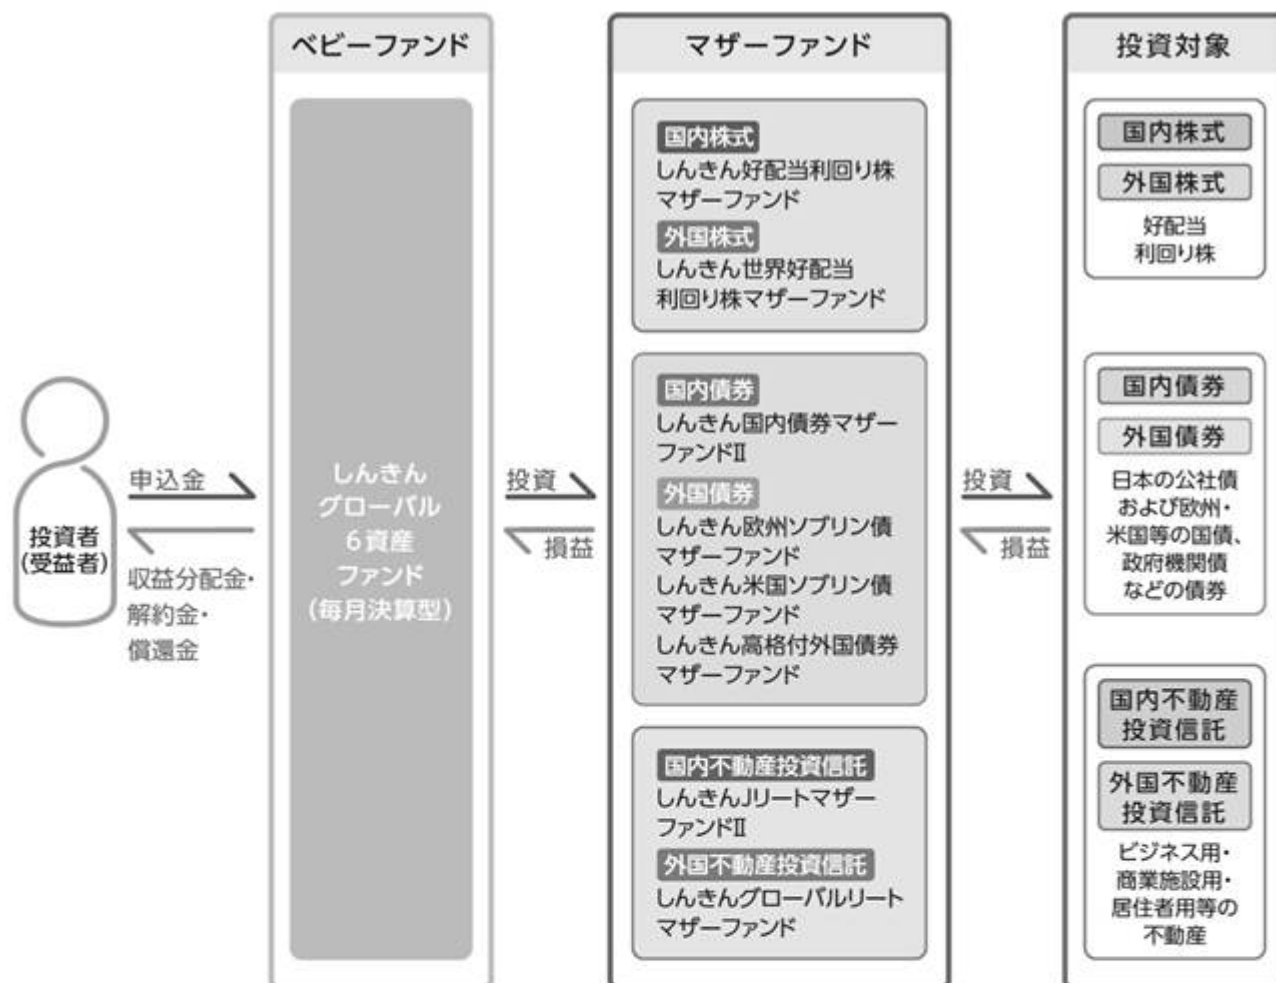 ベビーファンド
マザーファンド
投資対象
投資者
(受益者)
申込金
収益分配金・
解約金・
償還金
しんきん
グローバル
6資産
ファンド
(毎月決算型)
投資
損益
国内株式
しんきん好配当利回り株
マザーファンド
外国株式
しんきん世界好配当
利回り株マザーファンド
国内債券
しんきん国内債券マザー
ファンドⅡ
外国債券
しんきん欧州ソブリン債
マザーファンド
しんきん米国ソブリン債
マザーファンド
しんきん高格付外国債券
マザーファンド
国内不動産投資信託
しんきんJリートマザー
ファンドⅡ
外国不動産投資信託
しんきんグローバルリート
マザーファンド
投資
損益
国内株式
外国株式
好配当
利回り株
国内債券
外国債券
日本の公社債
および欧州・
米国等の国債、
政府機関債
などの債券
国内不動産
投資信託
外国不動産
投資信託
ビジネス用・
商業施設用・
居住者用等の
不動産